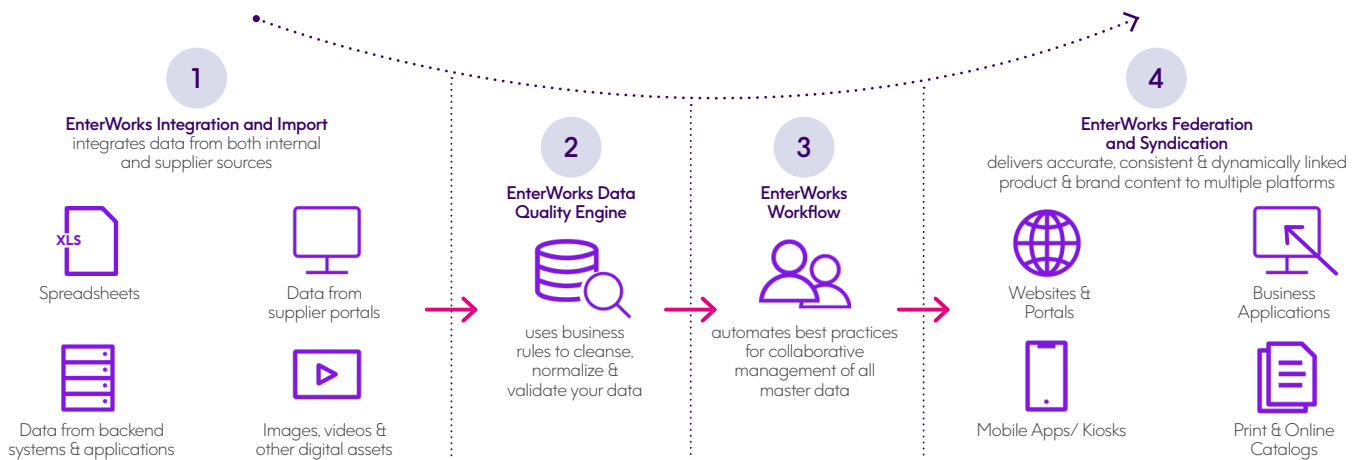 1
EnterWorks Integration and Import
integrates data from both internal
and supplier sources
XLS
Spreadsheets
Data from
supplier portals
Data from backend
systems & applications
Images, videos &
other digital assets
2
EnterWorks Data
Quality Engine
uses business
rules to cleanse,
normalize &
validate your data
3
EnterWorks
Workflow
automates best practices
for collaborative
management of all
master data
4
EnterWorks Federation
and Syndication
delivers accurate, consistent & dynamically linked
product & brand content to multiple platforms
Websites &
Portals
Business
Applications
Mobile Apps/ Kiosks
Print & Online
Catalogs